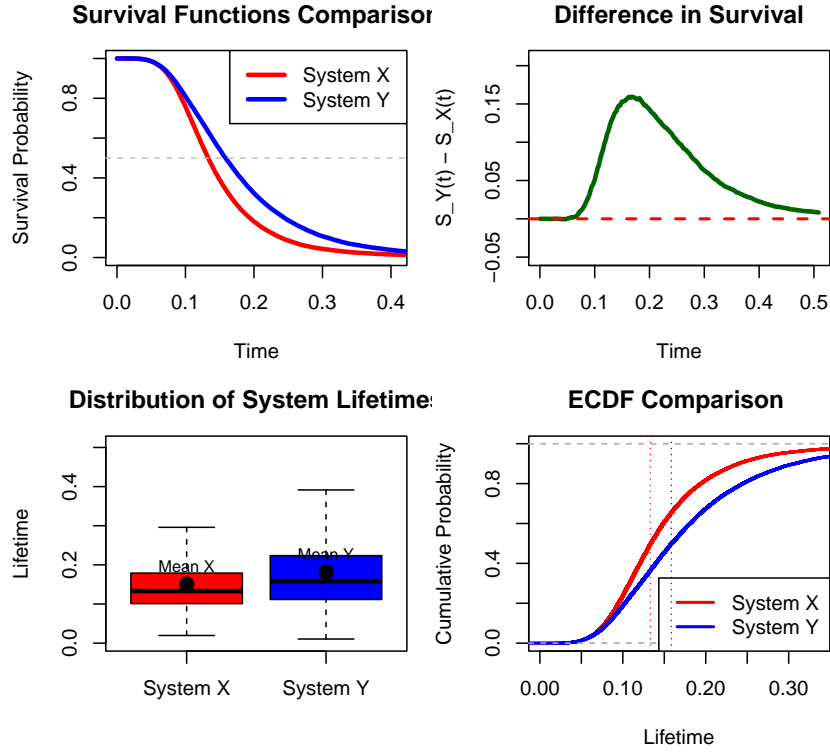 Survival Functions Comparison
Survival Probability
0.0 0.4 0.8
System X
System Y
0.0 0.1 0.2 0.3 0.4
Time
Difference in Survival
S_Y(t) − S_X(t)
−0.05 0.05 0.15
0.0 0.1 0.2 0.3 0.4 0.5
Time
Distribution of System Lifetimes
Lifetime
0.0 0.2 0.4
Mean X
Mean Y
System X System Y
ECDF Comparison
Cumulative Probability
0.0 0.4 0.8
System X
System Y
0.00 0.10 0.20 0.30
Lifetime